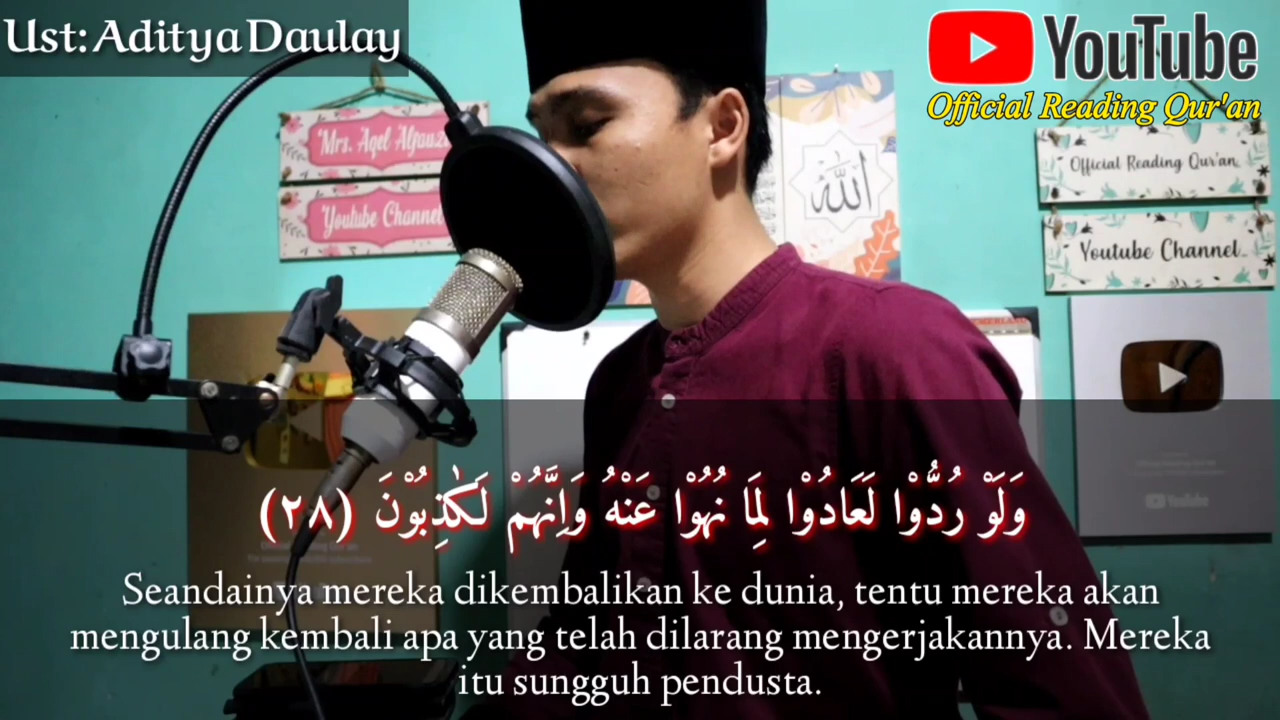 Ust: Aditya Daulay
YouTube
Official Reading Qur'an
"Mrs. Aqel Alfauzi
Youtube Channel
الله
Official Reading Qur'an
Youtube Channel
YouTube
وَلَوْ رُدُّوْا لَعَادُوْا لِمَا نُهُوْا عَنْهُ وَاِنَّهُمْ لَكٰذِبُوْنَ (٢٨)
Seandainya mereka dikembalikan ke dunia, tentu mereka akan
mengulang kembali apa yang telah dilarang mengerjakannya. Mereka
itu sungguh pendusta.